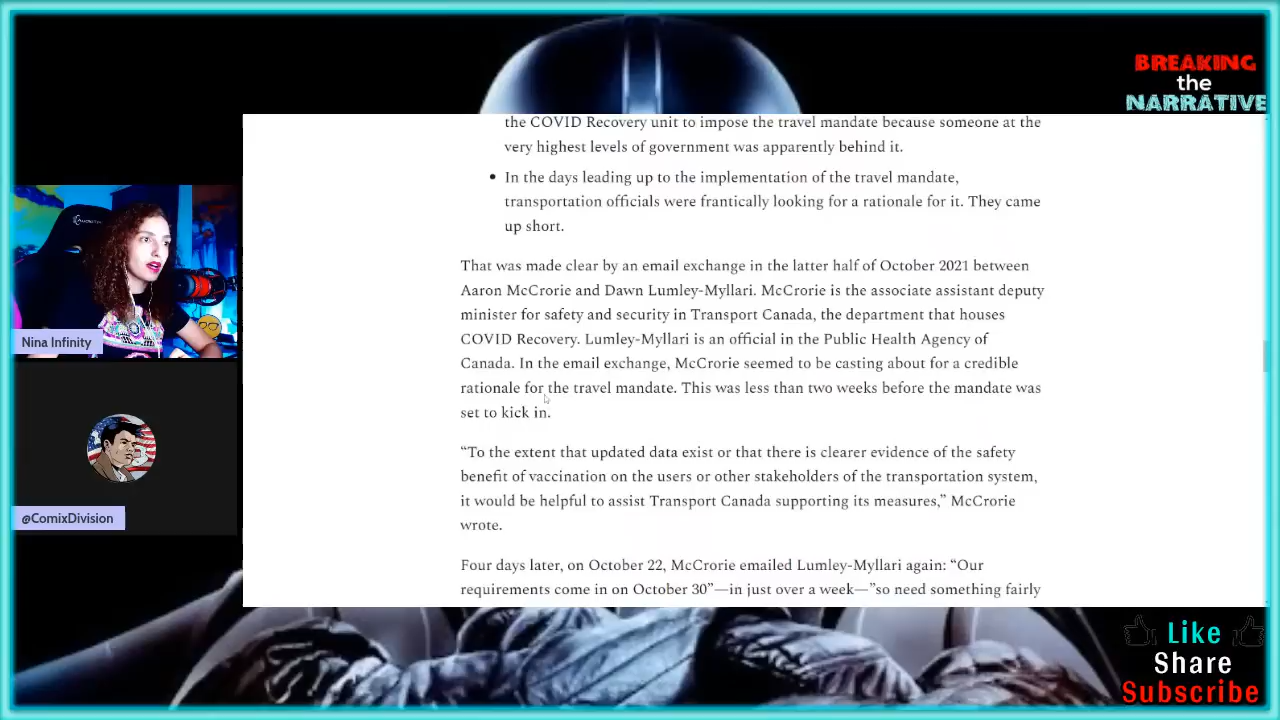 BREAKING
the
NARRATIVE
the COVID Recovery unit to impose the travel mandate because someone at the
very highest levels of government was apparently behind it.
• In the days leading up to the implementation of the travel mandate,
transportation officials were frantically looking for a rationale for it. They came
up short.
That was made clear by an email exchange in the latter half of October 2021 between
Aaron McCrorie and Dawn Lumley-Myllari. McCrorie is the associate assistant deputy
minister for safety and security in Transport Canada, the department that houses
COVID Recovery. Lumley-Myllari is an official in the Public Health Agency of
Canada. In the email exchange, McCrorie seemed to be casting about for a credible
rationale for the travel mandate. This was less than two weeks before the mandate was
set to kick in.
“To the extent that updated data exist or that there is clearer evidence of the safety
benefit of vaccination on the users or other stakeholders of the transportation system,
it would be helpful to assist Transport Canada supporting its measures,” McCrorie
wrote.
Four days later, on October 22, McCrorie emailed Lumley-Myllari again: “Our
requirements come in on October 30”—in just over a week—”so need something fairly
Nina Infinity
@ComixDivision
Like
Share
Subscribe